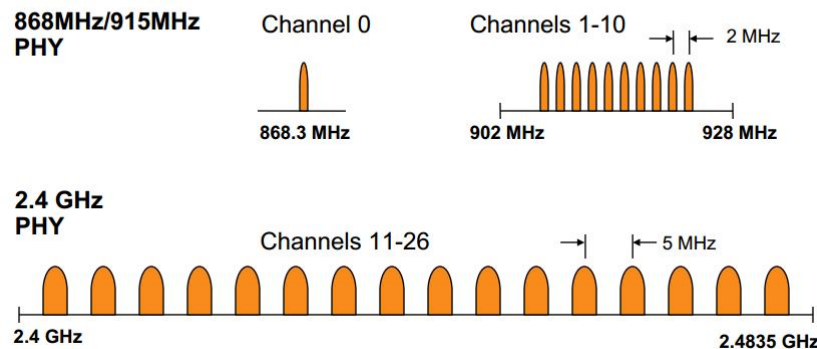 868MHz/915MHz
PHY
Channel 0
Channels 1-10
2 MHz
868.3 MHz
902 MHz
928 MHz
2.4 GHz
PHY
Channels 11-26
5 MHz
2.4 GHz
2.4835 GHz